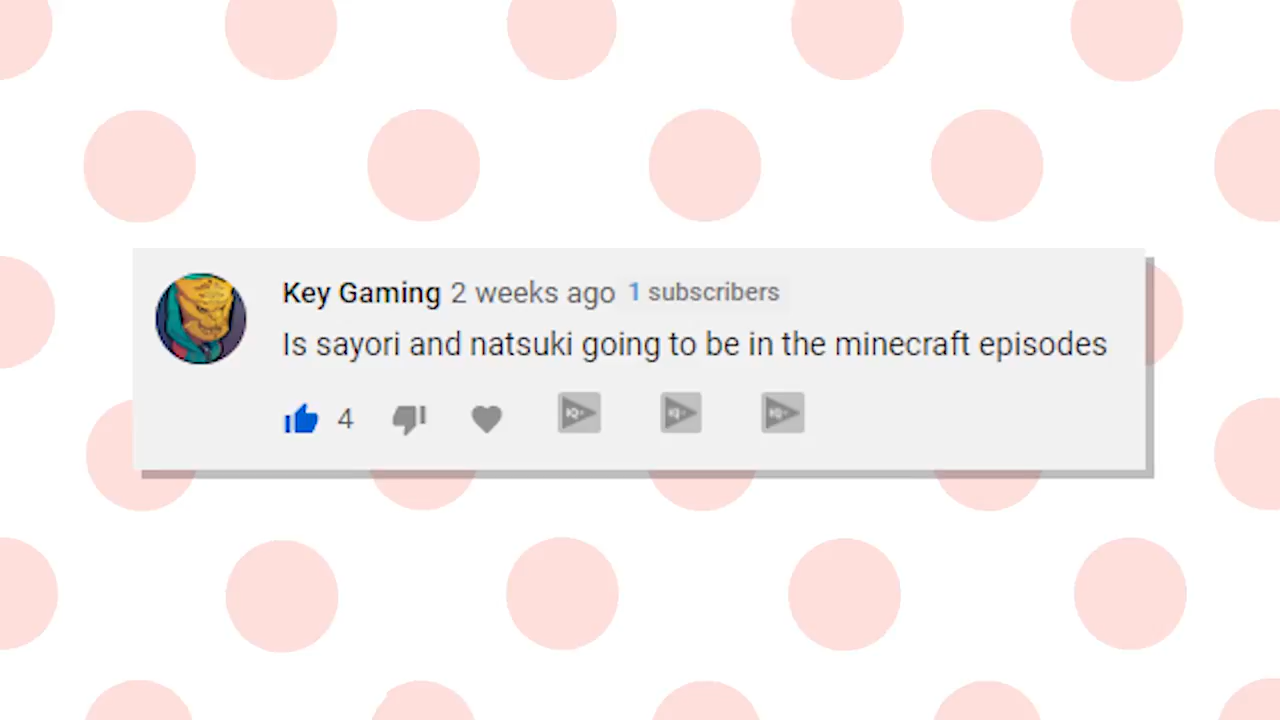 Key Gaming 2 weeks ago 1 subscribers
Is sayori and natsuki going to be in the minecraft episodes
4